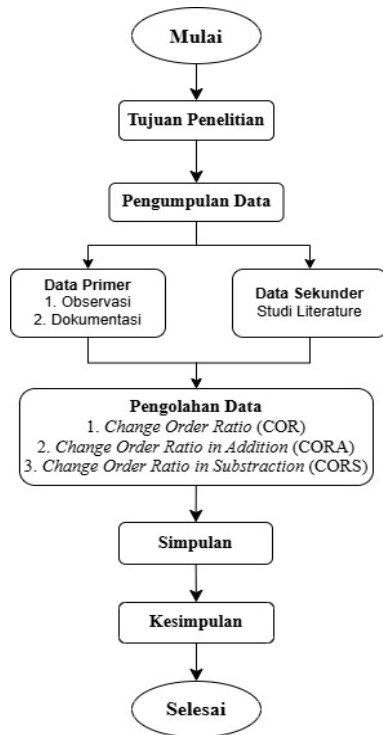 Mulai
Tujuan Penelitian
Pengumpulan Data
Data Primer
1. Observasi
2. Dokumentasi
Data Sekunder
Studi Literature
Pengolahan Data
1. Change Order Ratio (COR)
2. Change Order Ratio in Addition (CORA)
3. Change Order Ratio in Substraction (CORS)
Simpulan
Kesimpulan
Selesai